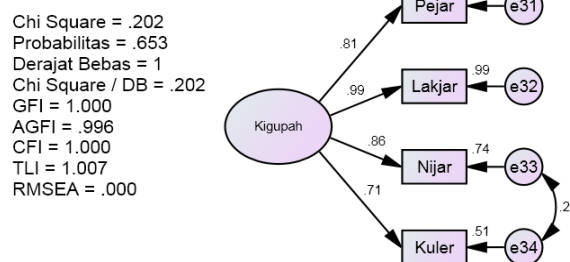 Chi Square = .202
Probabilitas = .653
Derajat Bebas = 1
Chi Square / DB = .202
GFI = 1.000
AGFI = .996
CFI = 1.000
TLI = 1.007
RMSEA = .000
Pejar
e31
.81
.99
Lakjar
.99
e32
Kigupah
.86
Nijar
.74
e33
.71
Kuler
.51
e34